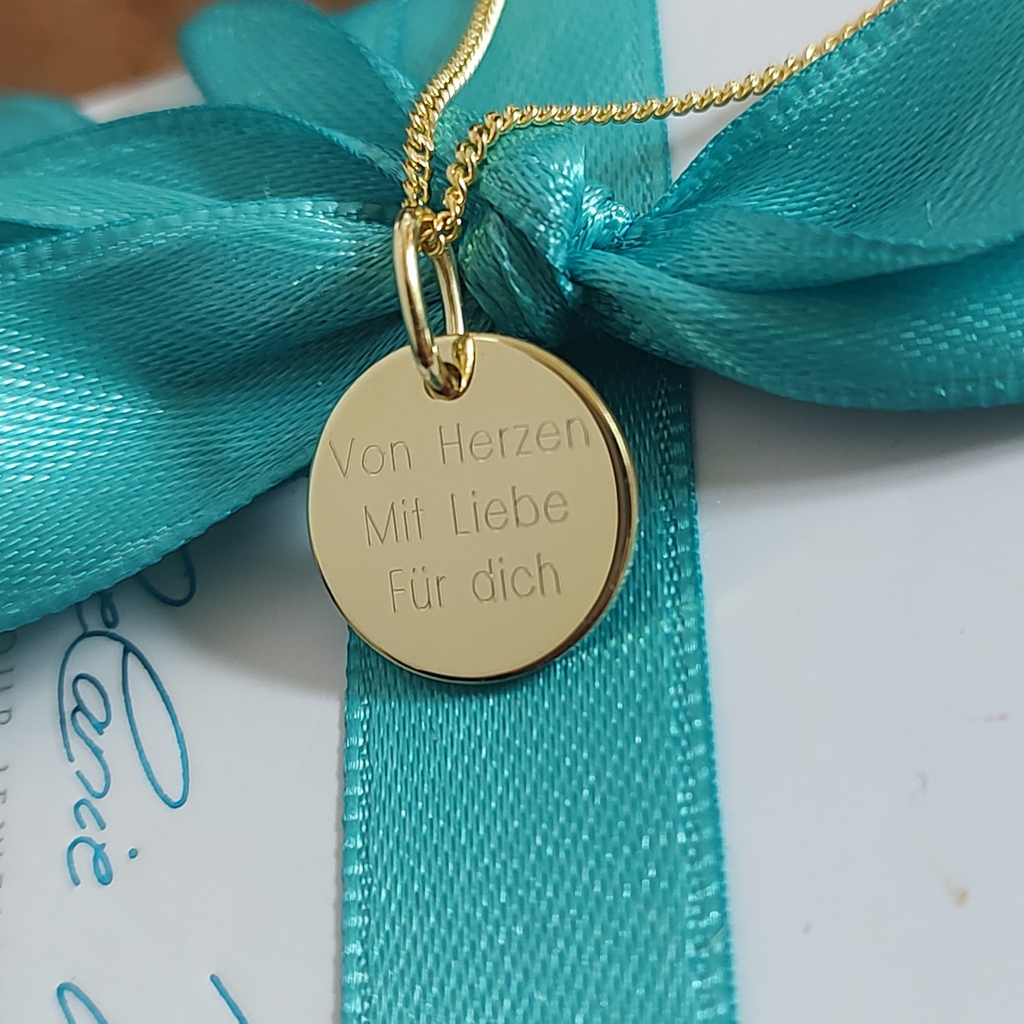 Von Herzen
Mit Liebe
Für dich